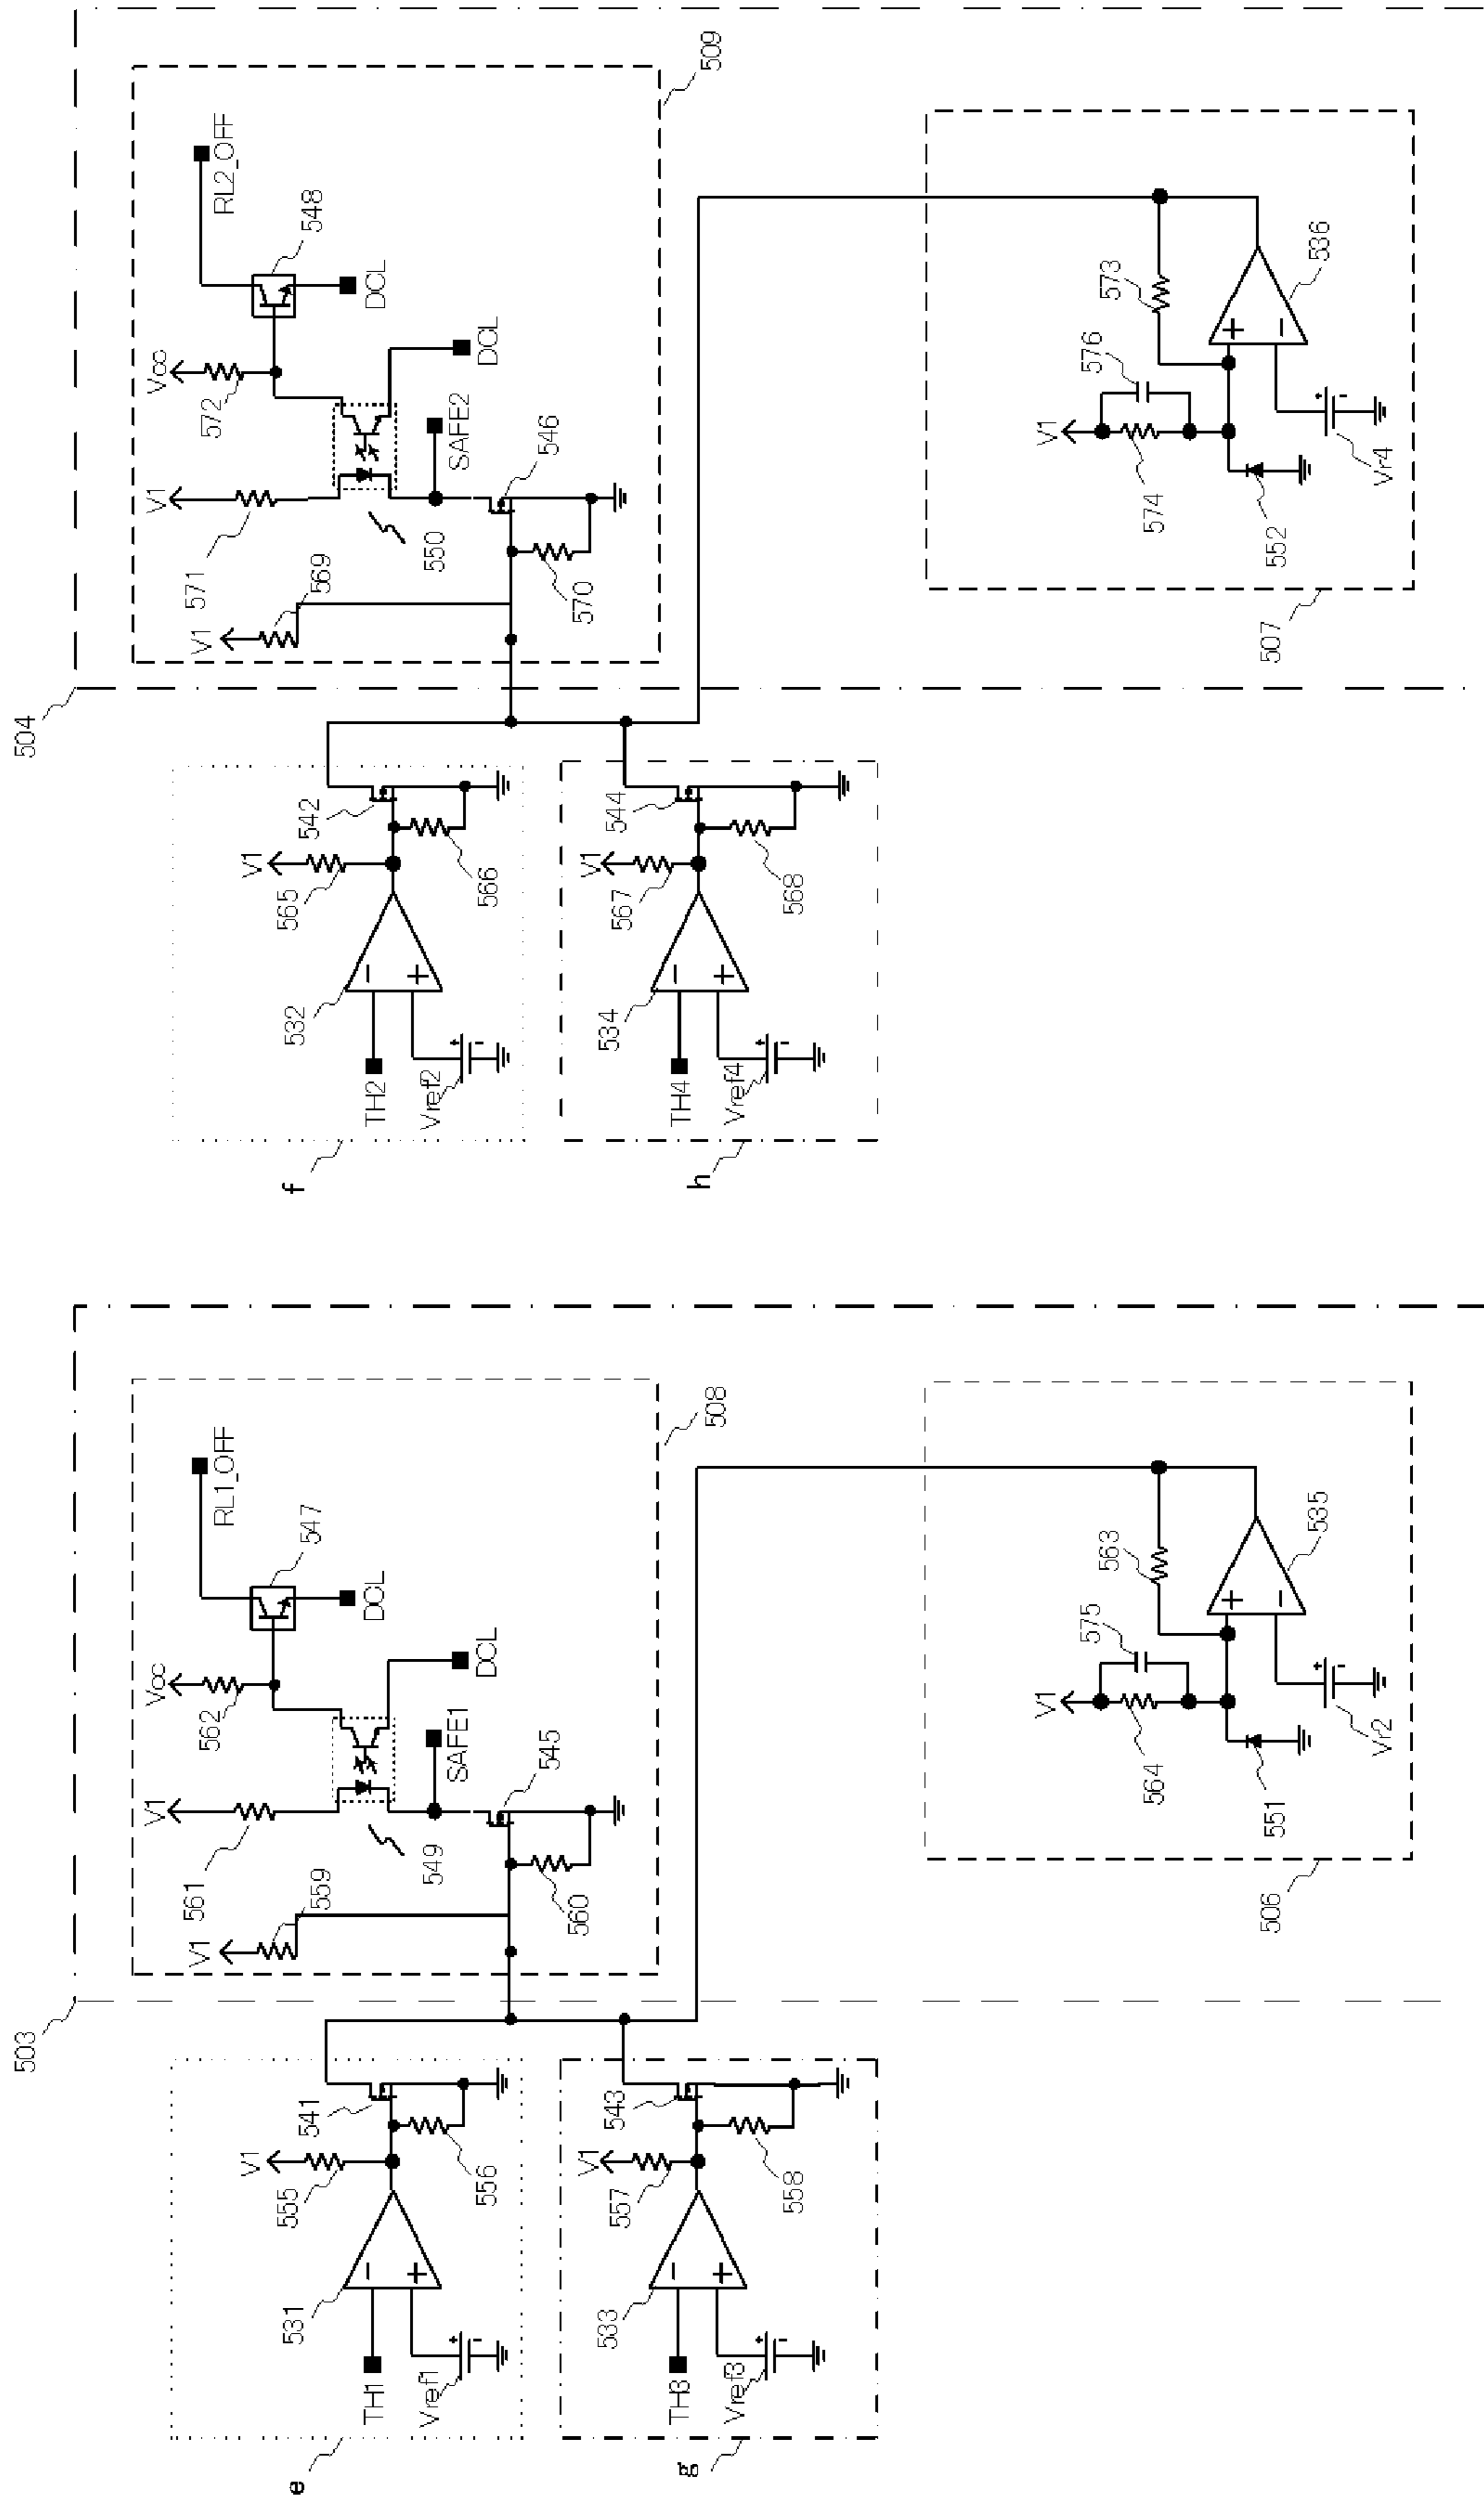 503
e
TH1
Vref1
531
V1
555
556
541
g
TH3
Vref3
533
V1
557
558
543
V1
559
V1
561
549
560
545
SAFE1
Vcc
562
DCL
547
DCL
RL1_OFF
508
506
V1
564
575
551
563
535
Vr2
504
f
TH2
Vref2
532
V1
565
566
542
h
TH4
Vref4
534
V1
567
568
544
V1
569
V1
571
550
570
546
SAFE2
Vcc
572
DCL
548
DCL
RL2_OFF
509
507
V1
574
576
552
573
536
Vr4